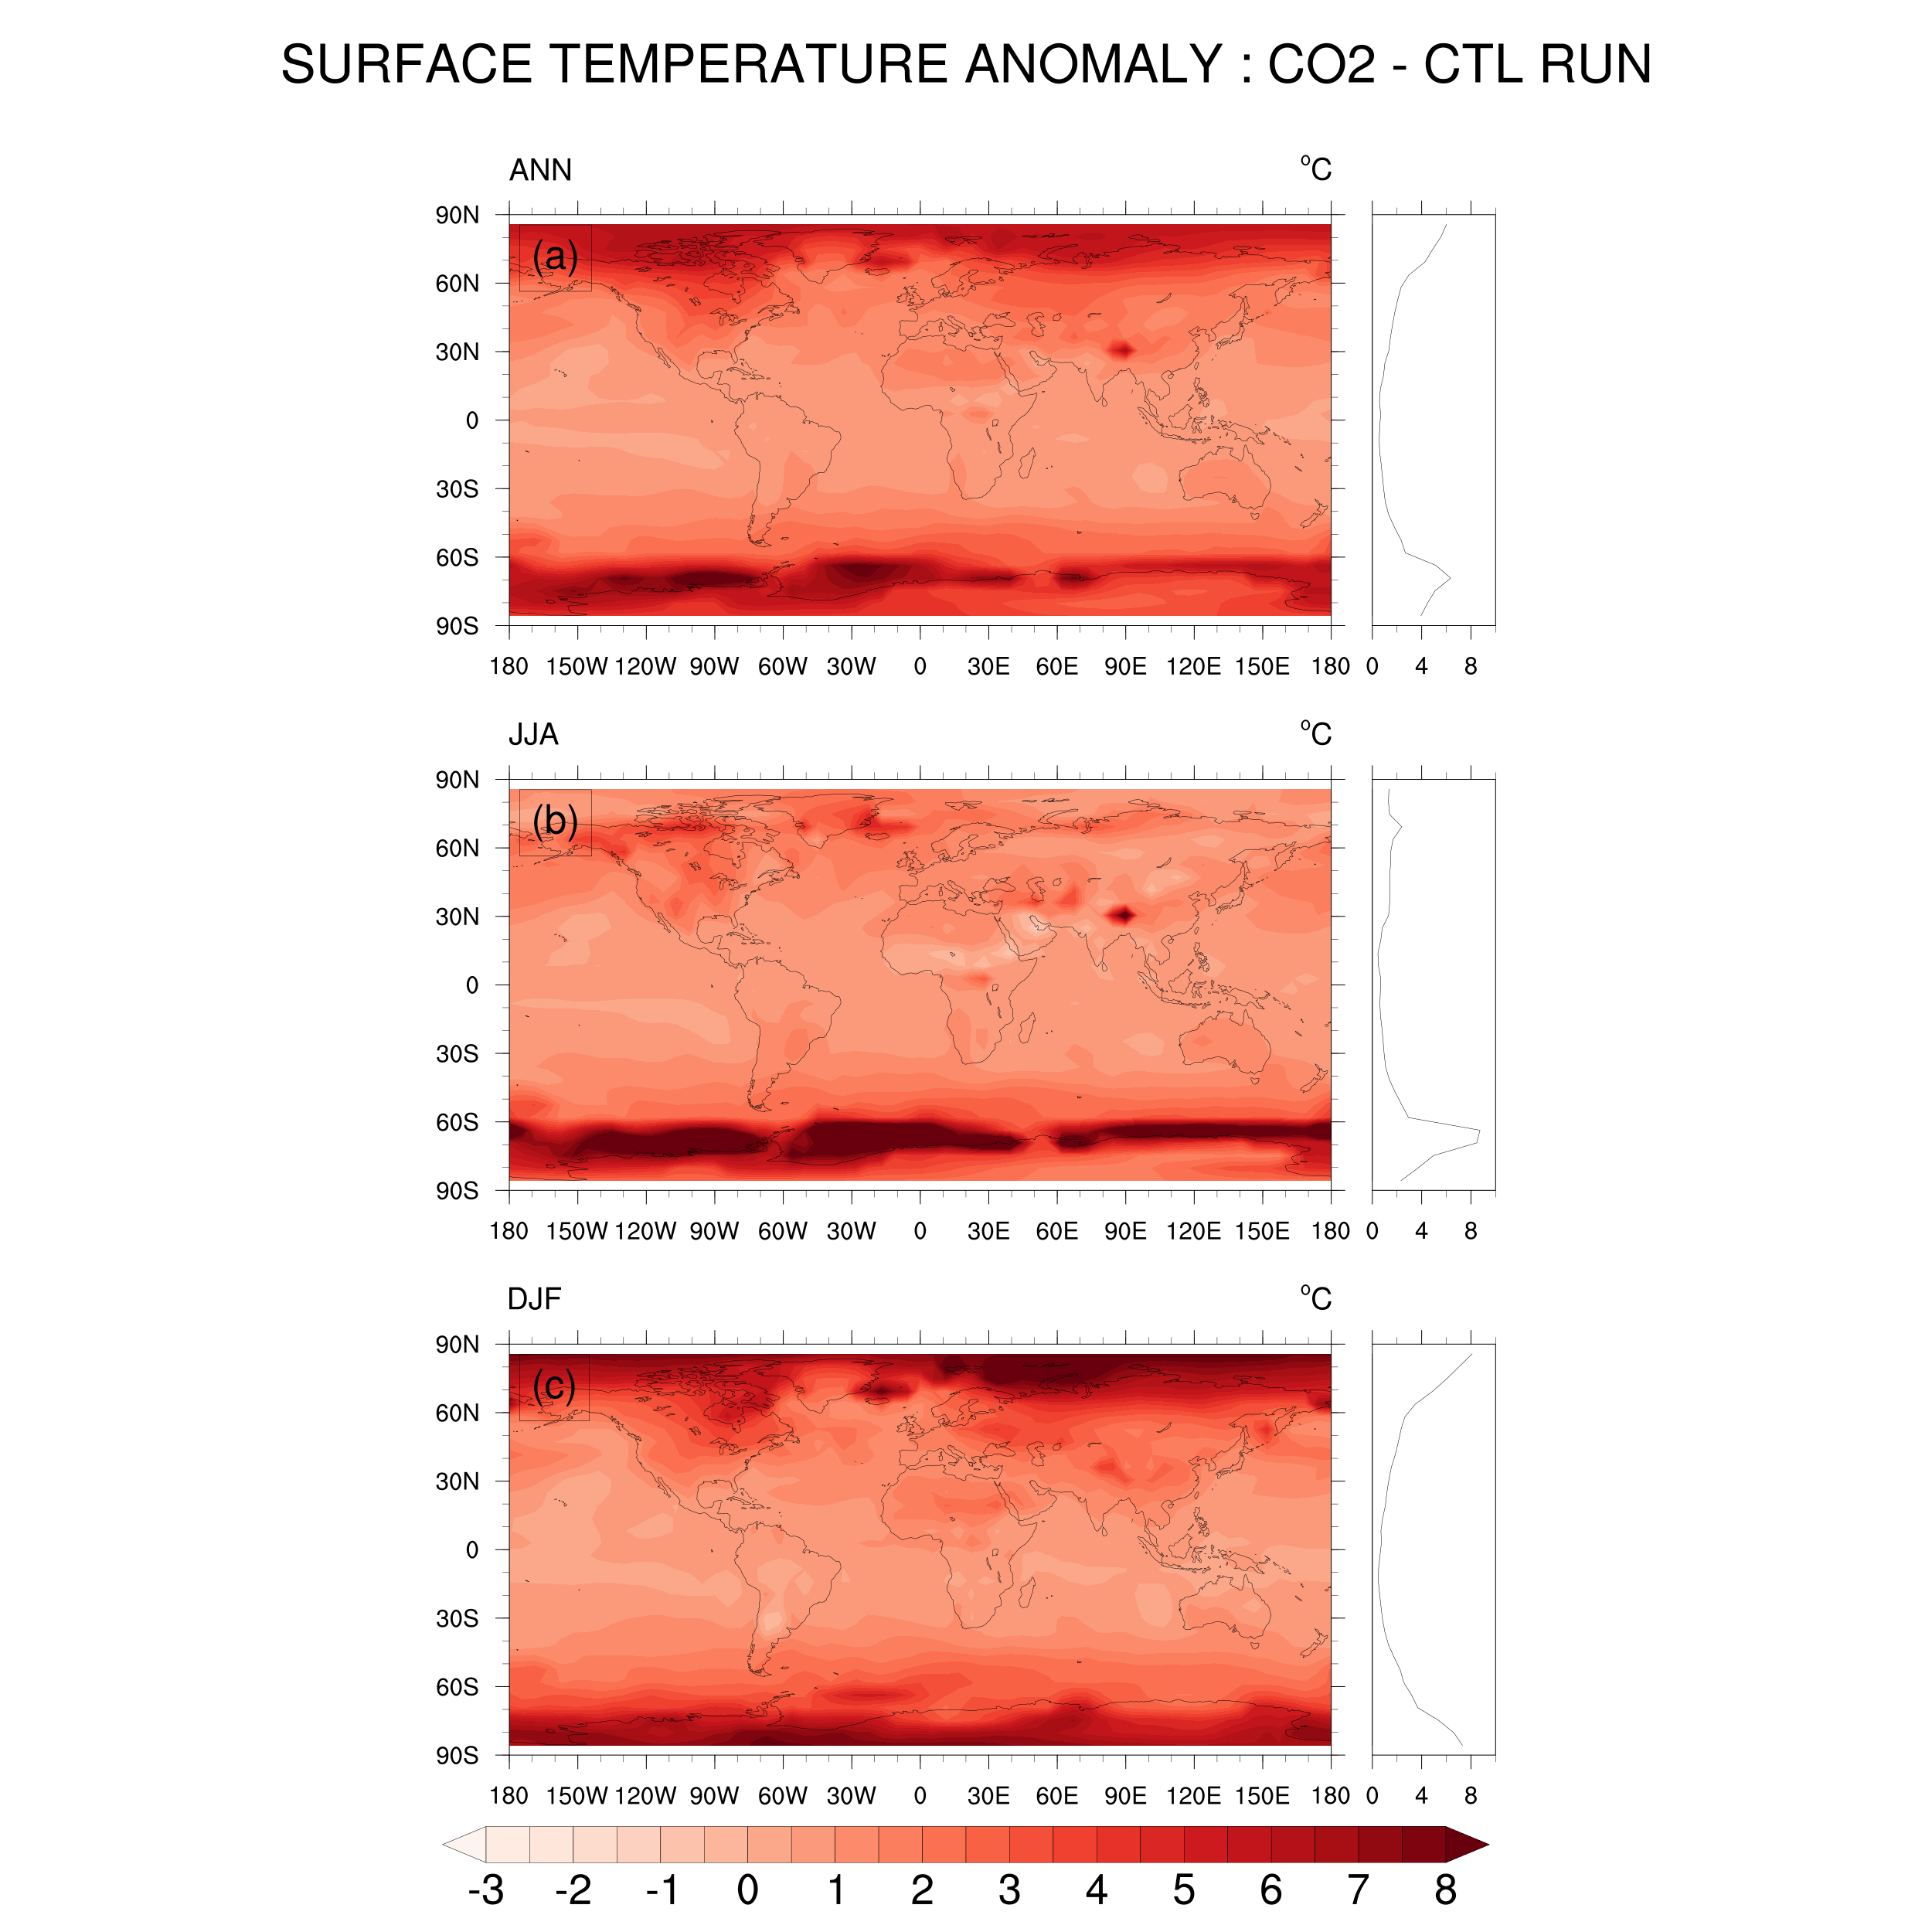 SURFACE TEMPERATURE ANOMALY : CO2 - CTL RUN
ANN
°C
(a)
90N
60N
30N
0
30S
60S
90S
180 150W 120W 90W 60W 30W 0 30E 60E 90E 120E 150E 180
0 4 8
JJA
°C
(b)
90N
60N
30N
0
30S
60S
90S
180 150W 120W 90W 60W 30W 0 30E 60E 90E 120E 150E 180
0 4 8
DJF
°C
(c)
90N
60N
30N
0
30S
60S
90S
180 150W 120W 90W 60W 30W 0 30E 60E 90E 120E 150E 180
0 4 8
-3 -2 -1 0 1 2 3 4 5 6 7 8